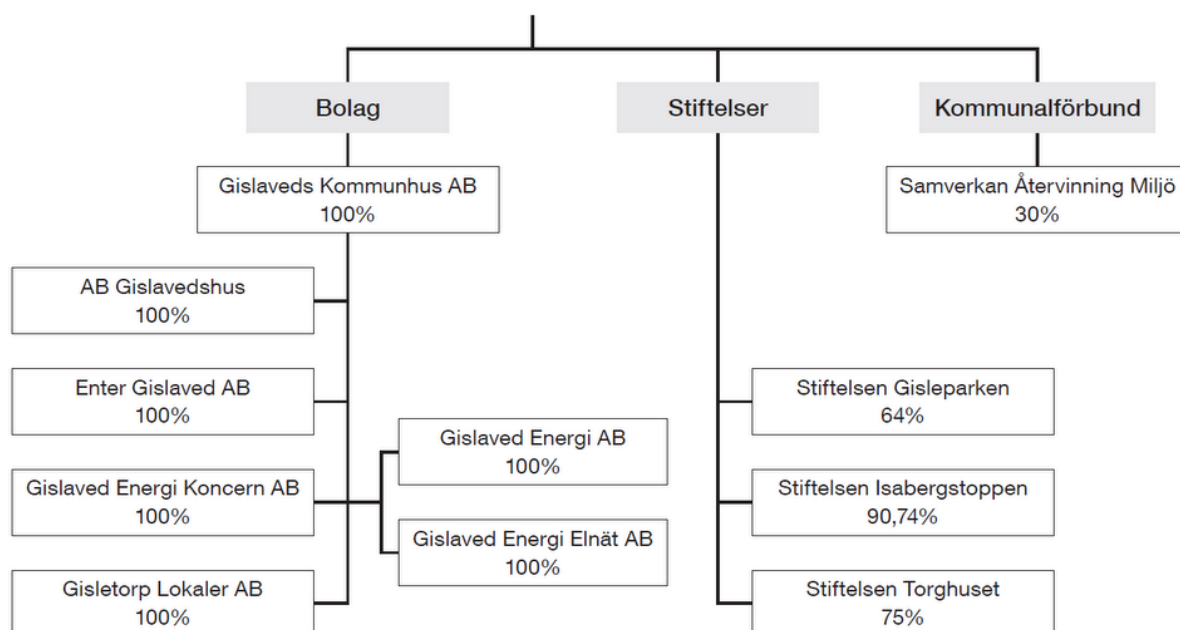 Bolag
Stiftelser
Kommunalförbund
Gislaveds Kommunhus AB
100%
Samverkan Återvinning Miljö
30%
AB Gislavedshus
100%
Enter Gislaved AB
100%
Gislaved Energi Koncern AB
100%
Gisletorp Lokaler AB
100%
Gislaved Energi AB
100%
Gislaved Energi Elnät AB
100%
Stiftelsen Gisleparken
64%
Stiftelsen Isabergstoppen
90,74%
Stiftelsen Torghuset
75%